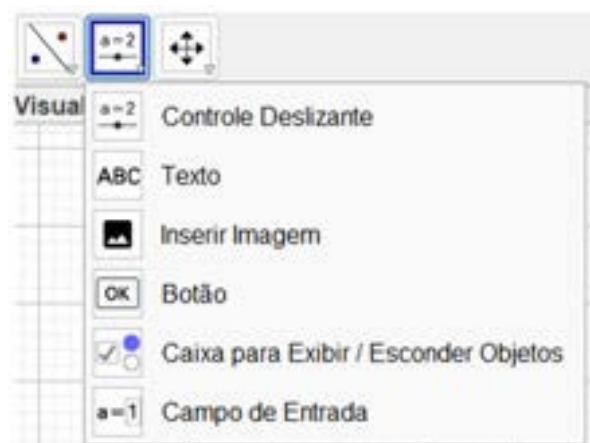 a=2
Visual
a=2 Controle Deslizante
ABC Texto
Inserir Imagem
OK Botão
Caixa para Exibir / Esconder Objetos
a=1 Campo de Entrada